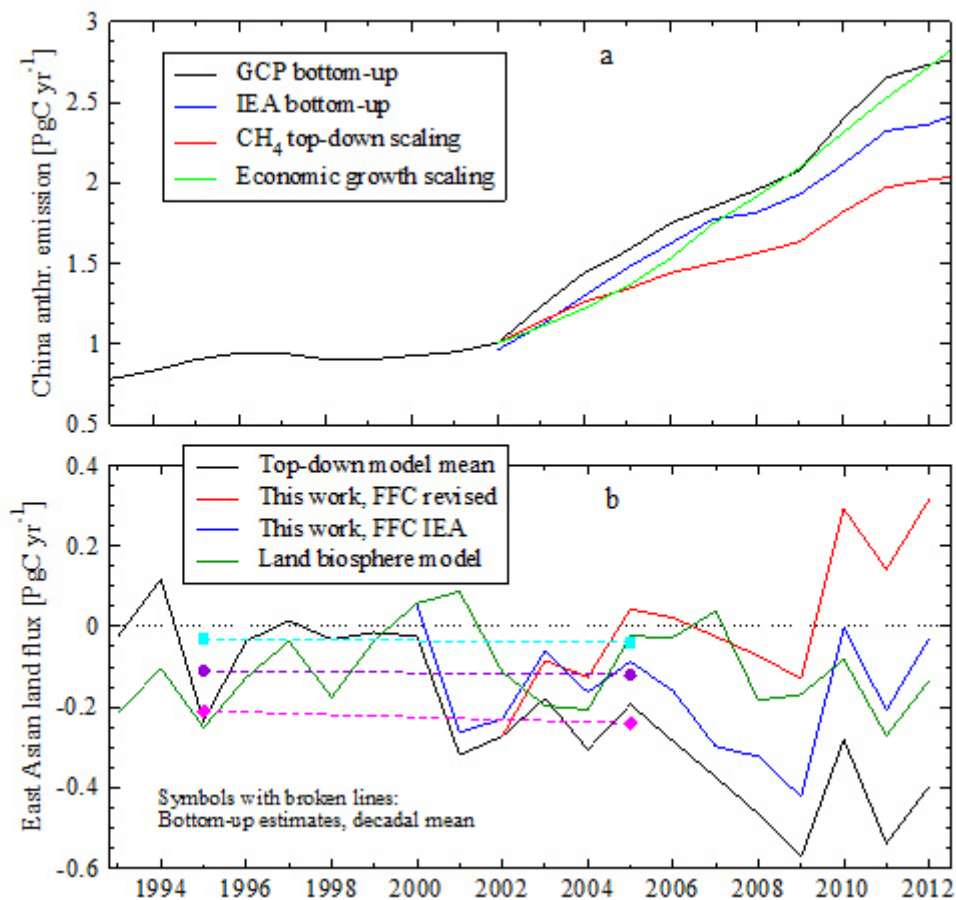 a
GCP bottom-up
IEA bottom-up
CH4 top-down scaling
Economic growth scaling
China anthr. emission [PgC yr-1]
3
2.5
2
1.5
1
0.5
b
Top-down model mean
This work, FFC revised
This work, FFC IEA
Land biosphere model
East Asian land flux [PgC yr-1]
0.4
0.2
0
-0.2
-0.4
-0.6
Symbols with broken lines:
Bottom-up estimates, decadal mean
1994 1996 1998 2000 2002 2004 2006 2008 2010 2012